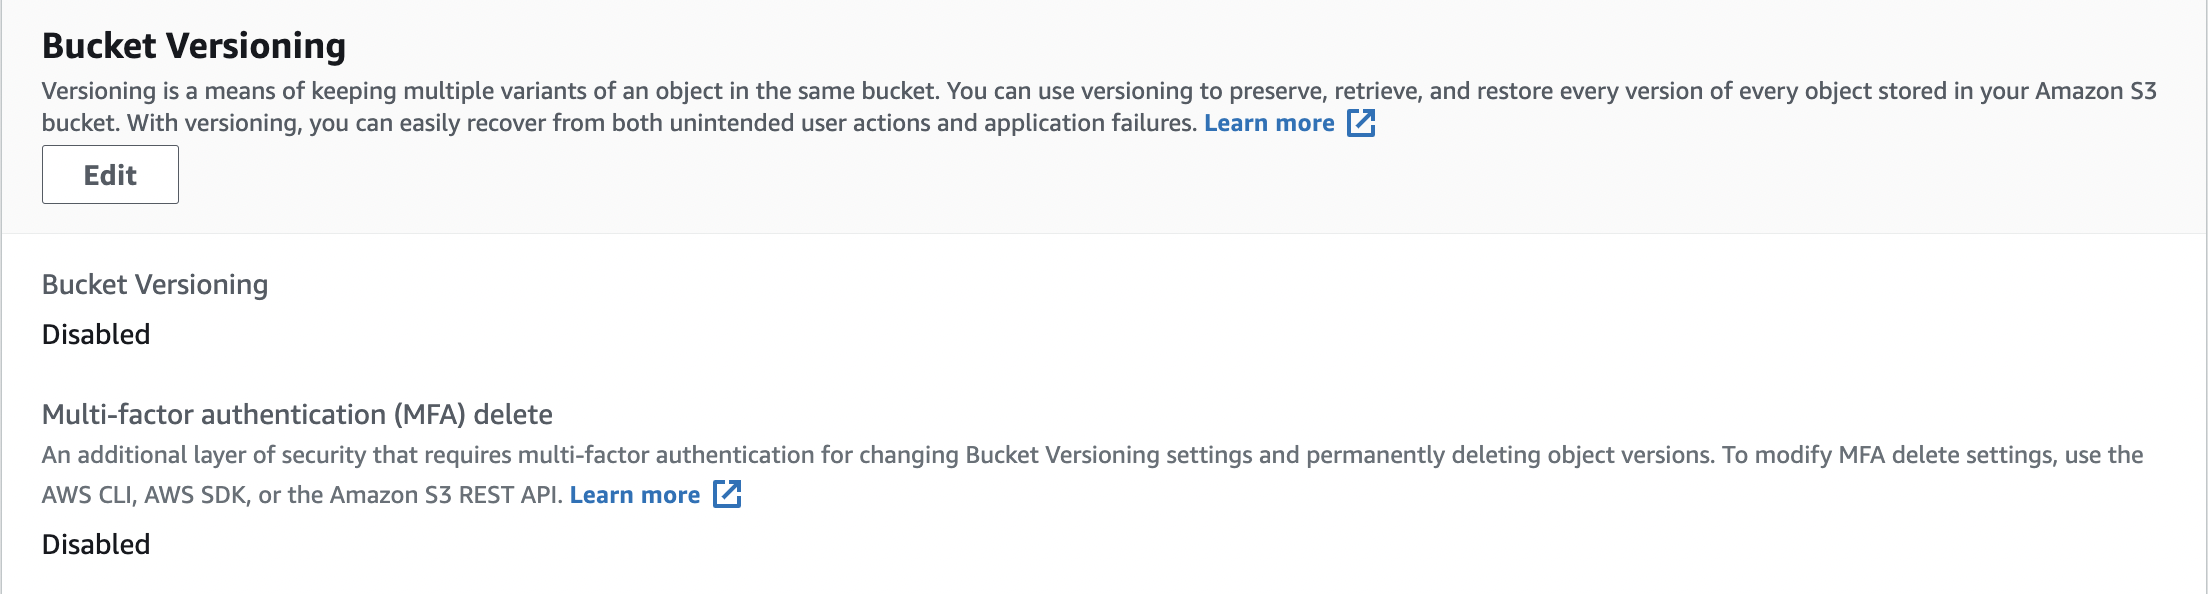 Bucket Versioning
Versioning is a means of keeping multiple variants of an object in the same bucket. You can use versioning to preserve, retrieve, and restore every version of every object stored in your Amazon S3
bucket. With versioning, you can easily recover from both unintended user actions and application failures. Learn more
Edit
Bucket Versioning
Disabled
Multi-factor authentication (MFA) delete
An additional layer of security that requires multi-factor authentication for changing Bucket Versioning settings and permanently deleting object versions. To modify MFA delete settings, use the
AWS CLI, AWS SDK, or the Amazon S3 REST API. Learn more
Disabled